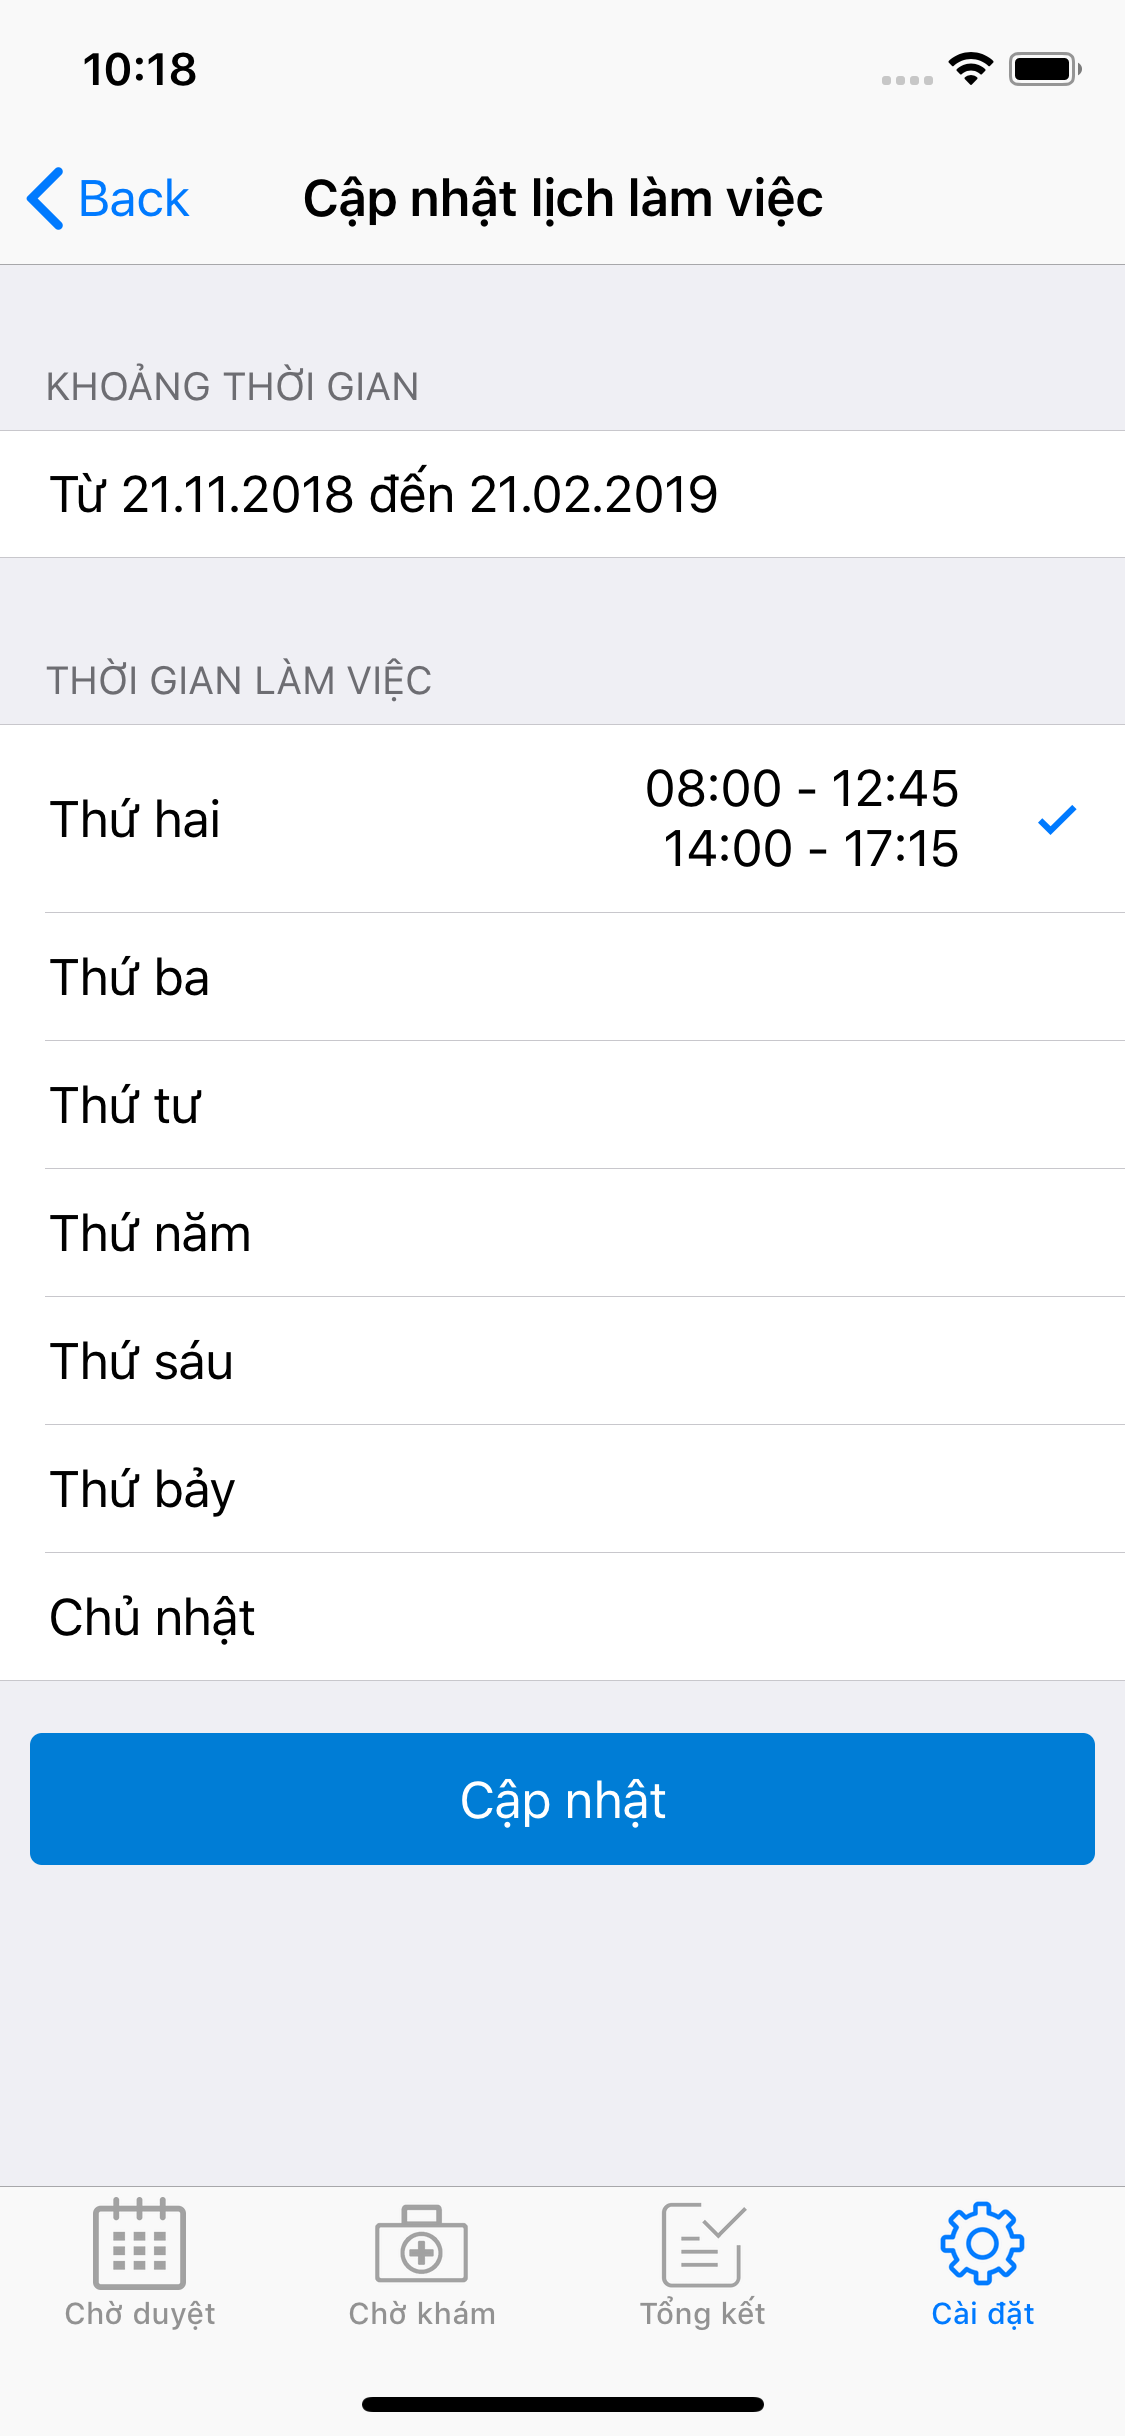 10:18
Back
Cập nhật lịch làm việc
KHOẢNG THỜI GIAN
Từ 21.11.2018 đến 21.02.2019
THỜI GIAN LÀM VIỆC
Thứ hai
08:00 - 12:45
14:00 - 17:15
Thứ ba
Thứ tư
Thứ năm
Thứ sáu
Thứ bảy
Chủ nhật
Cập nhật
Chờ duyệt
Chờ khám
Tổng kết
Cài đặt